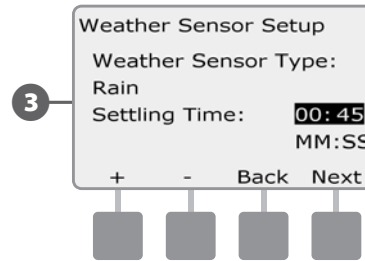 Weather Sensor Setup
Weather Sensor Type:
Rain
3
Settling Time: 00:45
MM:SS
+ - Back Next